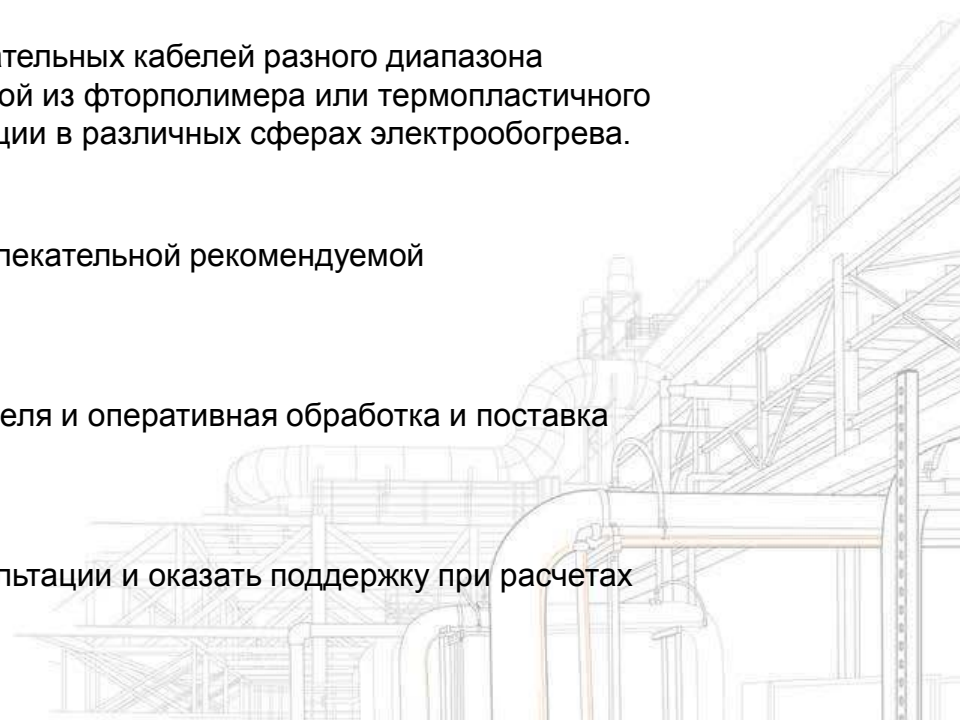 ательных кабелей разного диапазона
ой из фторполимера или термопластичного
ции в различных сферах электрообогрева.
лекательной рекомендуемой
еля и оперативная обработка и поставка
льтации и оказать поддержку при расчетах